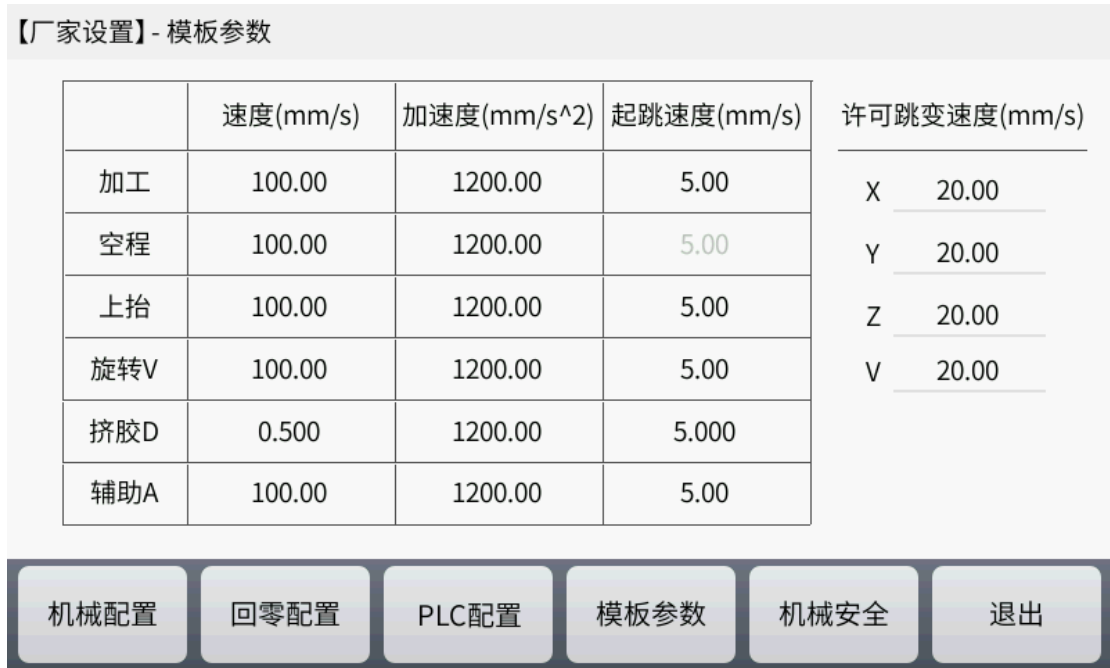 【厂家设置】- 模板参数
速度(mm/s) 加速度(mm/s^2) 起跳速度(mm/s) 许可跳变速度(mm/s)
加工 100.00 1200.00 5.00 X 20.00
空程 100.00 1200.00 5.00 Y 20.00
上抬 100.00 1200.00 5.00 Z 20.00
旋转V 100.00 1200.00 5.00 V 20.00
挤胶D 0.500 1200.00 5.000
辅助A 100.00 1200.00 5.00
机械配置 回零配置 PLC配置 模板参数 机械安全 退出